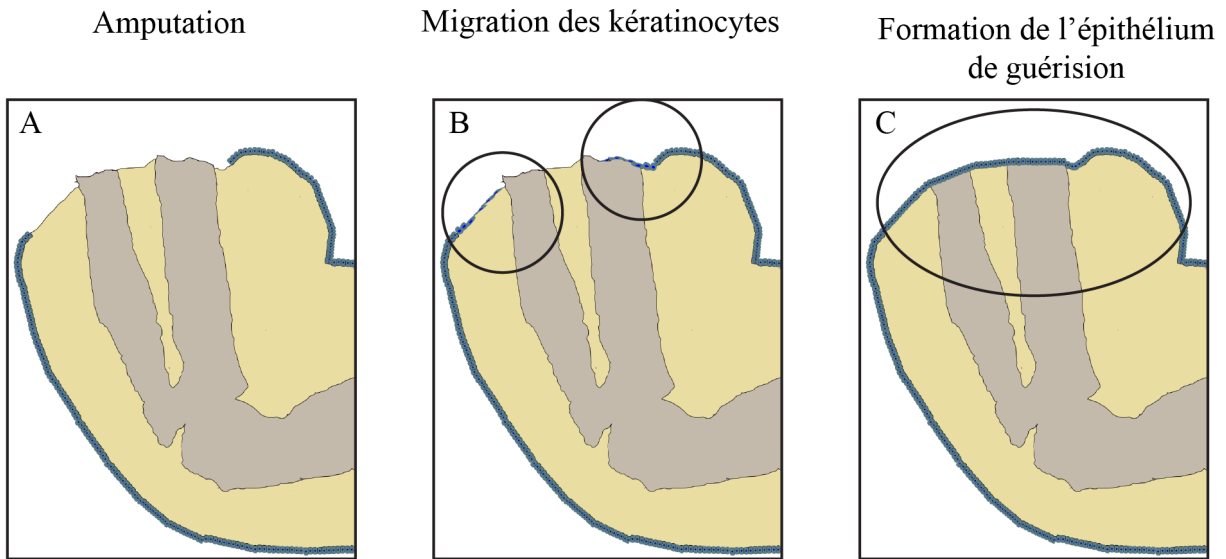 Amputation
Migration des kératinocytes
Formation de l'épithélium
de guérision
A
B
C